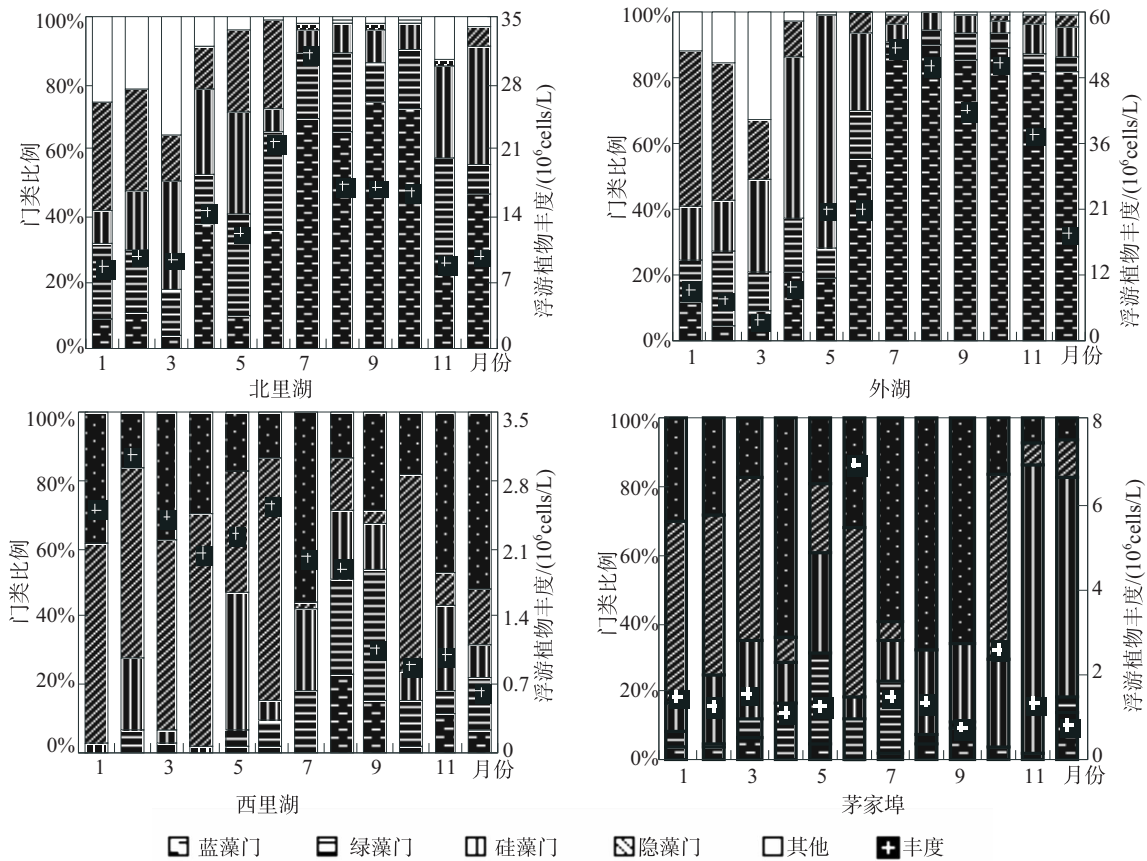 门类比例
100%
80%
60%
40%
20%
0%
1 3 5 7 9 11 月份
35
28
21
14
7
0
浮游植物丰度/(10⁶cells/L)
北里湖
门类比例
100%
80%
60%
40%
20%
0%
1 3 5 7 9 11 月份
60
48
36
21
12
0
浮游植物丰度/(10⁶cells/L)
外湖
门类比例
100%
80%
60%
40%
20%
0%
1 3 5 7 9 11 月份
3.5
2.8
2.1
1.4
0.7
0
浮游植物丰度/(10⁶cells/L)
西里湖
门类比例
100%
80%
60%
40%
20%
0%
1 3 5 7 9 11 月份
8
6
4
2
0
浮游植物丰度/(10⁶cells/L)
茅家埠
蓝藻门 绿藻门 硅藻门 隐藻门 其他 丰度